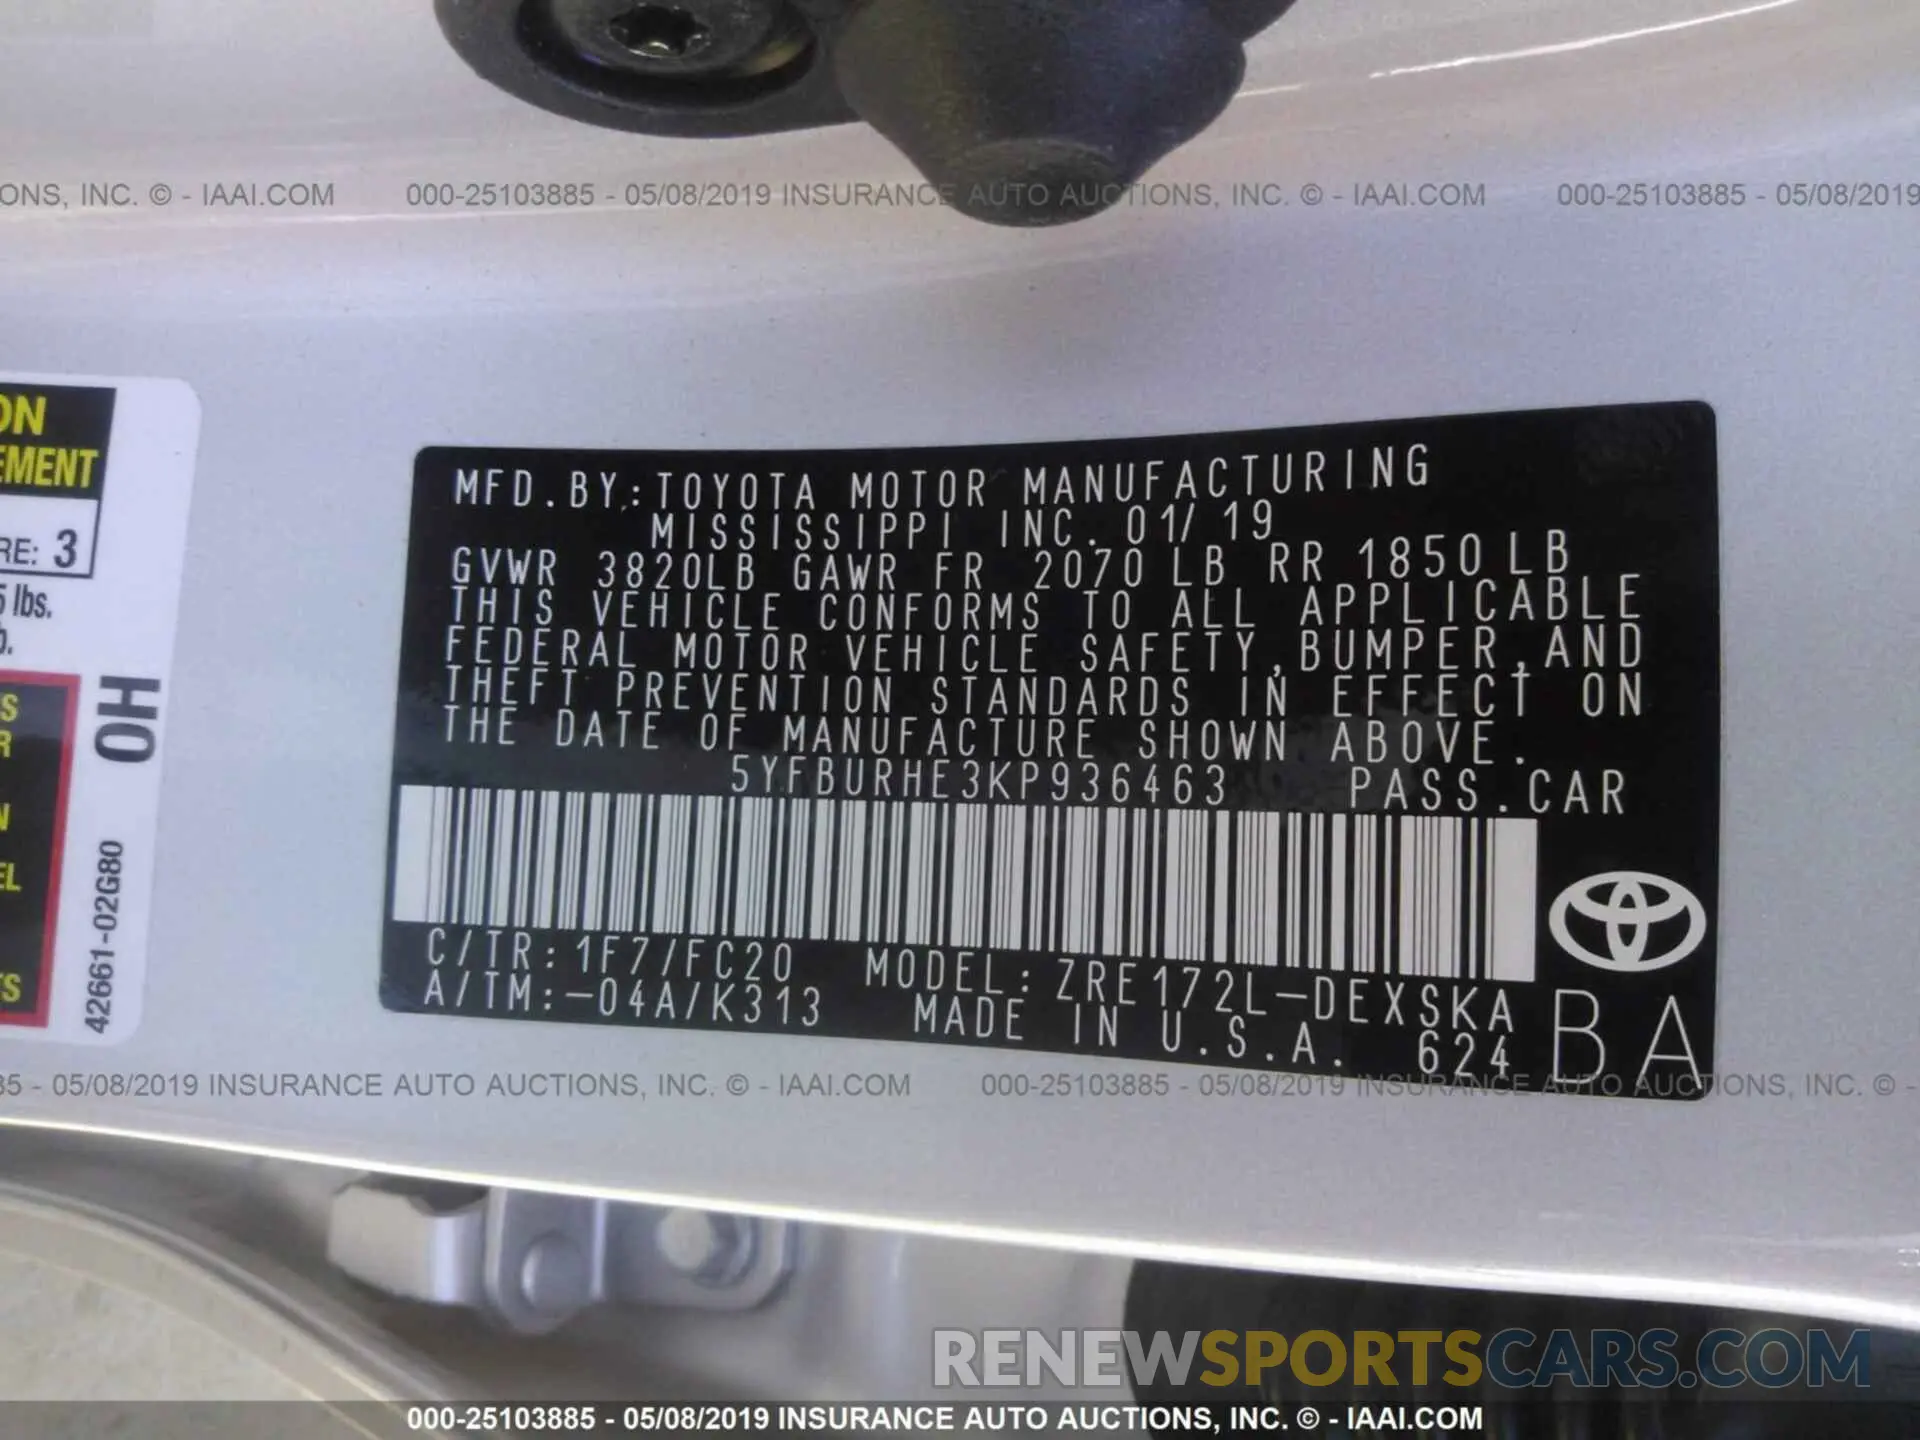 ONS, INC. © - IAAI.COM 000-25103885 - 05/08/2019 INSURANCE AUTO AUCTIONS, INC. © - IAAI.COM 000-25103885 - 05/08/2019
ON
EMENT
RE: 3
5 lbs.
b.
S
R
N
EL
TS
OH
42661-02G80
MFD.BY:TOYOTA MOTOR MANUFACTURING
MISSISSIPPI INC. 01/19
GVWR 3820LB GAWR FR 2070 LB RR 1850 LB
THIS VEHICLE CONFORMS TO ALL APPLICABLE
FEDERAL MOTOR VEHICLE SAFETY,BUMPER,AND
THEFT PREVENTION STANDARDS IN EFFECT ON
THE DATE OF MANUFACTURE SHOWN ABOVE.
5YFBURHE3KP936463 PASS.CAR
C/TR:1F7/FC20 MODEL:ZRE172L-DEXSKA
A/TM:-04A/K313 MADE IN U.S.A. 624 BA
85 - 05/08/2019 INSURANCE AUTO AUCTIONS, INC. © - IAAI.COM 000-25103885 - 05/08/2019 INSURANCE AUTO AUCTIONS, INC. © -
RENEWSPORTSCARS.COM
000-25103885 - 05/08/2019 INSURANCE AUTO AUCTIONS, INC. © - IAAI.COM